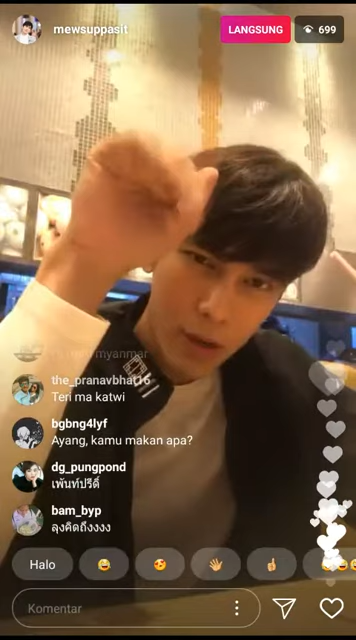 mewsuppasit
LANGSUNG
699
myanmar
the_pranavbhat16
Teri ma katwi
bgbng4lyf
Ayang, kamu makan apa?
dg_pungpond
เพ้นท์ปรีดิ์
bam_byp
ลุงคิดถึงงงง
Halo
Komentar